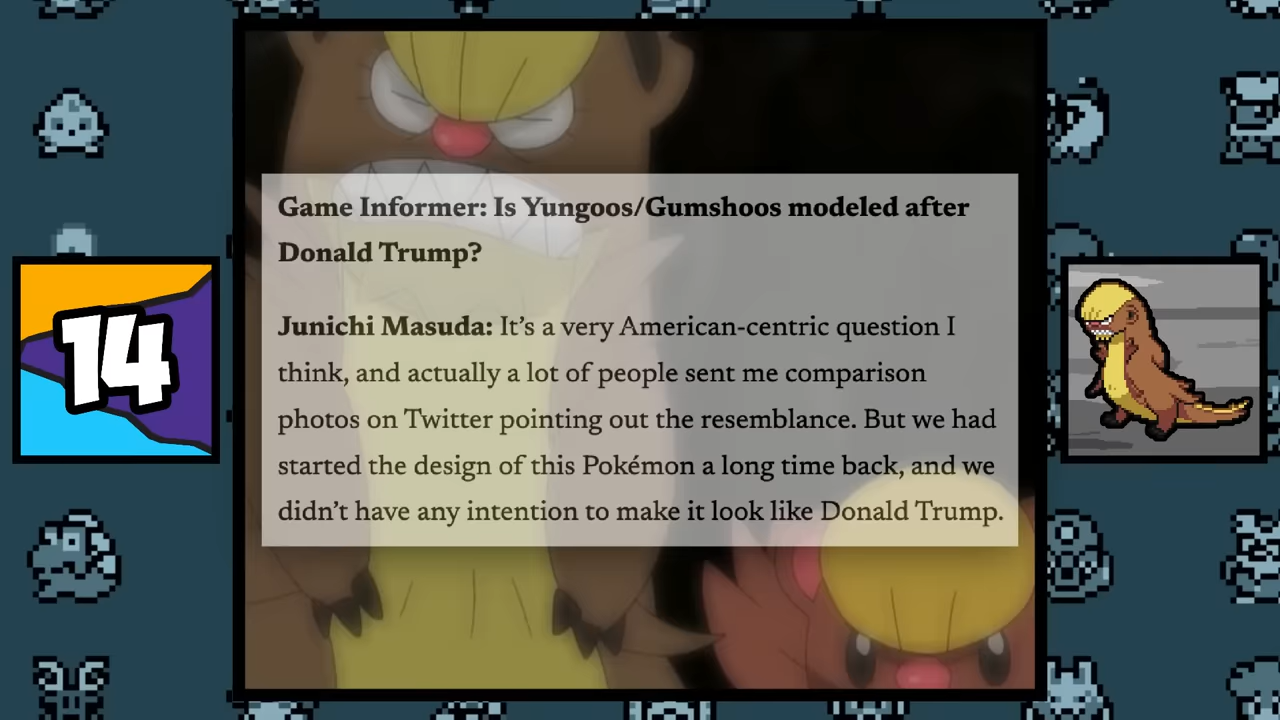 Game Informer: Is Yungoos/Gumshoos modeled after
Donald Trump?
Junichi Masuda: It’s a very American-centric question I
think, and actually a lot of people sent me comparison
photos on Twitter pointing out the resemblance. But we had
started the design of this Pokémon a long time back, and we
didn’t have any intention to make it look like Donald Trump.
14